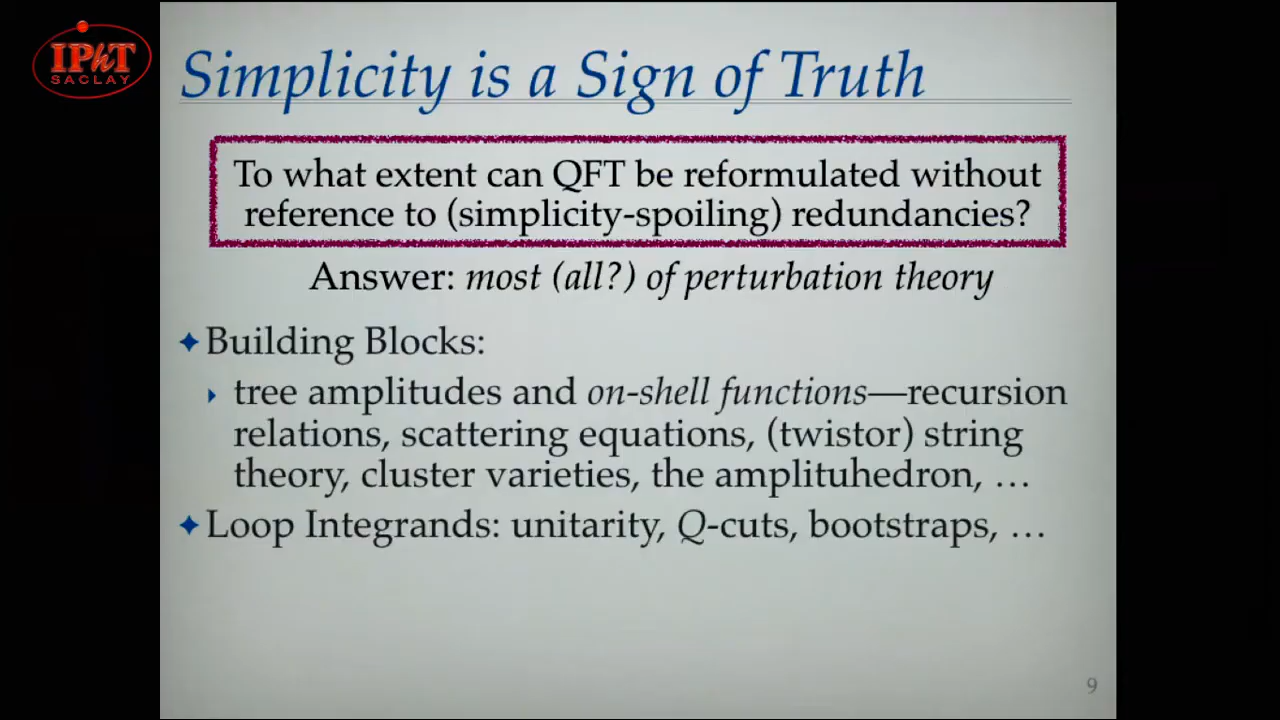 IPhT
SACLAY
Simplicity is a Sign of Truth
To what extent can QFT be reformulated without
reference to (simplicity-spoiling) redundancies?
Answer: most (all?) of perturbation theory
✦ Building Blocks:
‣ tree amplitudes and on-shell functions—recursion
relations, scattering equations, (twistor) string
theory, cluster varieties, the amplituhedron, …
✦ Loop Integrands: unitarity, Q-cuts, bootstraps, …
9